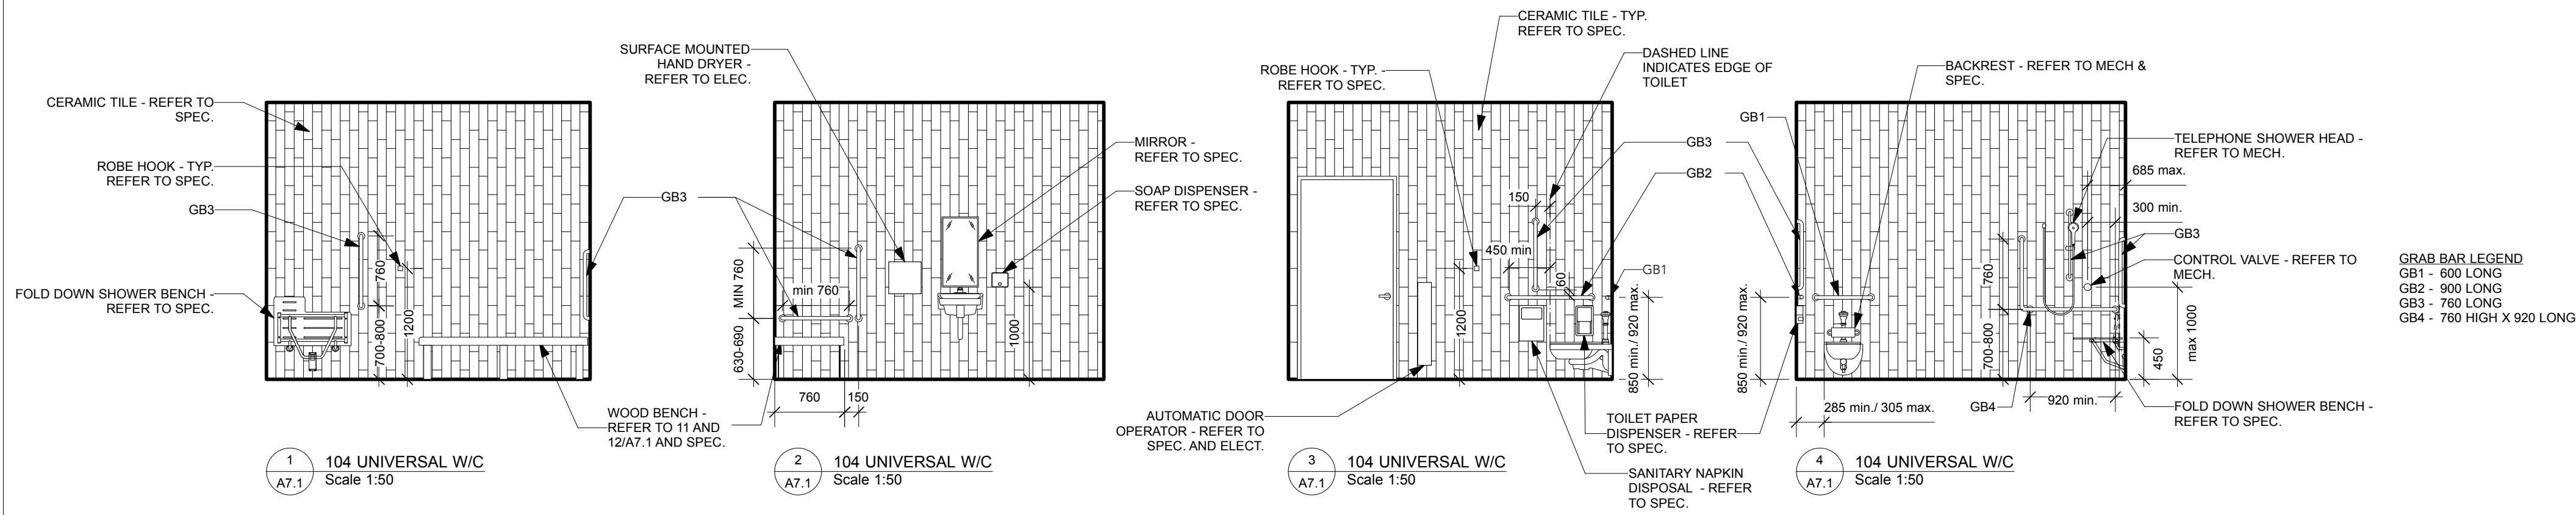 CERAMIC TILE - REFER TO
SPEC.
ROBE HOOK - TYP.
REFER TO SPEC.
GB3
FOLD DOWN SHOWER BENCH -
REFER TO SPEC.
760
700-800
1200
WOOD BENCH -
REFER TO 11 AND
12/A7.1 AND SPEC.
1
A7.1
104 UNIVERSAL W/C
Scale 1:50
SURFACE MOUNTED
HAND DRYER -
REFER TO ELEC.
GB3
MIN 760
630-690
min 760
760
150
1000
MIRROR -
REFER TO SPEC.
SOAP DISPENSER -
REFER TO SPEC.
2
A7.1
104 UNIVERSAL W/C
Scale 1:50
CERAMIC TILE - TYP.
REFER TO SPEC.
ROBE HOOK - TYP. -
REFER TO SPEC.
DASHED LINE
INDICATES EDGE OF
TOILET
GB3
GB2
GB1
150
450 min
60
1200
850 min./ 920 max.
AUTOMATIC DOOR
OPERATOR - REFER TO
SPEC. AND ELECT.
TOILET PAPER
DISPENSER - REFER
TO SPEC.
SANITARY NAPKIN
DISPOSAL - REFER
TO SPEC.
3
A7.1
104 UNIVERSAL W/C
Scale 1:50
GB1
BACKREST - REFER TO MECH &
SPEC.
TELEPHONE SHOWER HEAD -
REFER TO MECH.
685 max.
300 min.
GB3
CONTROL VALVE - REFER TO
MECH.
850 min./ 920 max.
760
700-800
450
max 1000
285 min./ 305 max.
GB4
920 min.
FOLD DOWN SHOWER BENCH -
REFER TO SPEC.
4
A7.1
104 UNIVERSAL W/C
Scale 1:50
GRAB BAR LEGEND
GB1 - 600 LONG
GB2 - 900 LONG
GB3 - 760 LONG
GB4 - 760 HIGH X 920 LONG